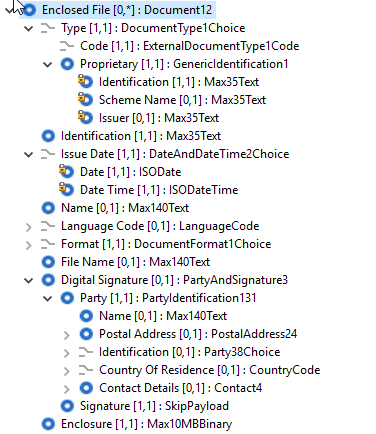 Enclosed File [0,*] : Document12
Type [1,1] : DocumentType1Choice
Code [1,1] : ExternalDocumentType1Code
Proprietary [1,1] : GenericIdentification1
Identification [1,1] : Max35Text
Scheme Name [0,1] : Max35Text
Issuer [0,1] : Max35Text
Identification [1,1] : Max35Text
Issue Date [1,1] : DateAndDateTime2Choice
Date [1,1] : ISODate
Date Time [1,1] : ISODateTime
Name [0,1] : Max140Text
Language Code [0,1] : LanguageCode
Format [1,1] : DocumentFormat1Choice
File Name [0,1] : Max140Text
Digital Signature [0,1] : PartyAndSignature3
Party [1,1] : PartyIdentification131
Name [0,1] : Max140Text
Postal Address [0,1] : PostalAddress24
Identification [0,1] : Party38Choice
Country Of Residence [0,1] : CountryCode
Contact Details [0,1] : Contact4
Signature [1,1] : SkipPayload
Enclosure [1,1] : Max10MBBinary